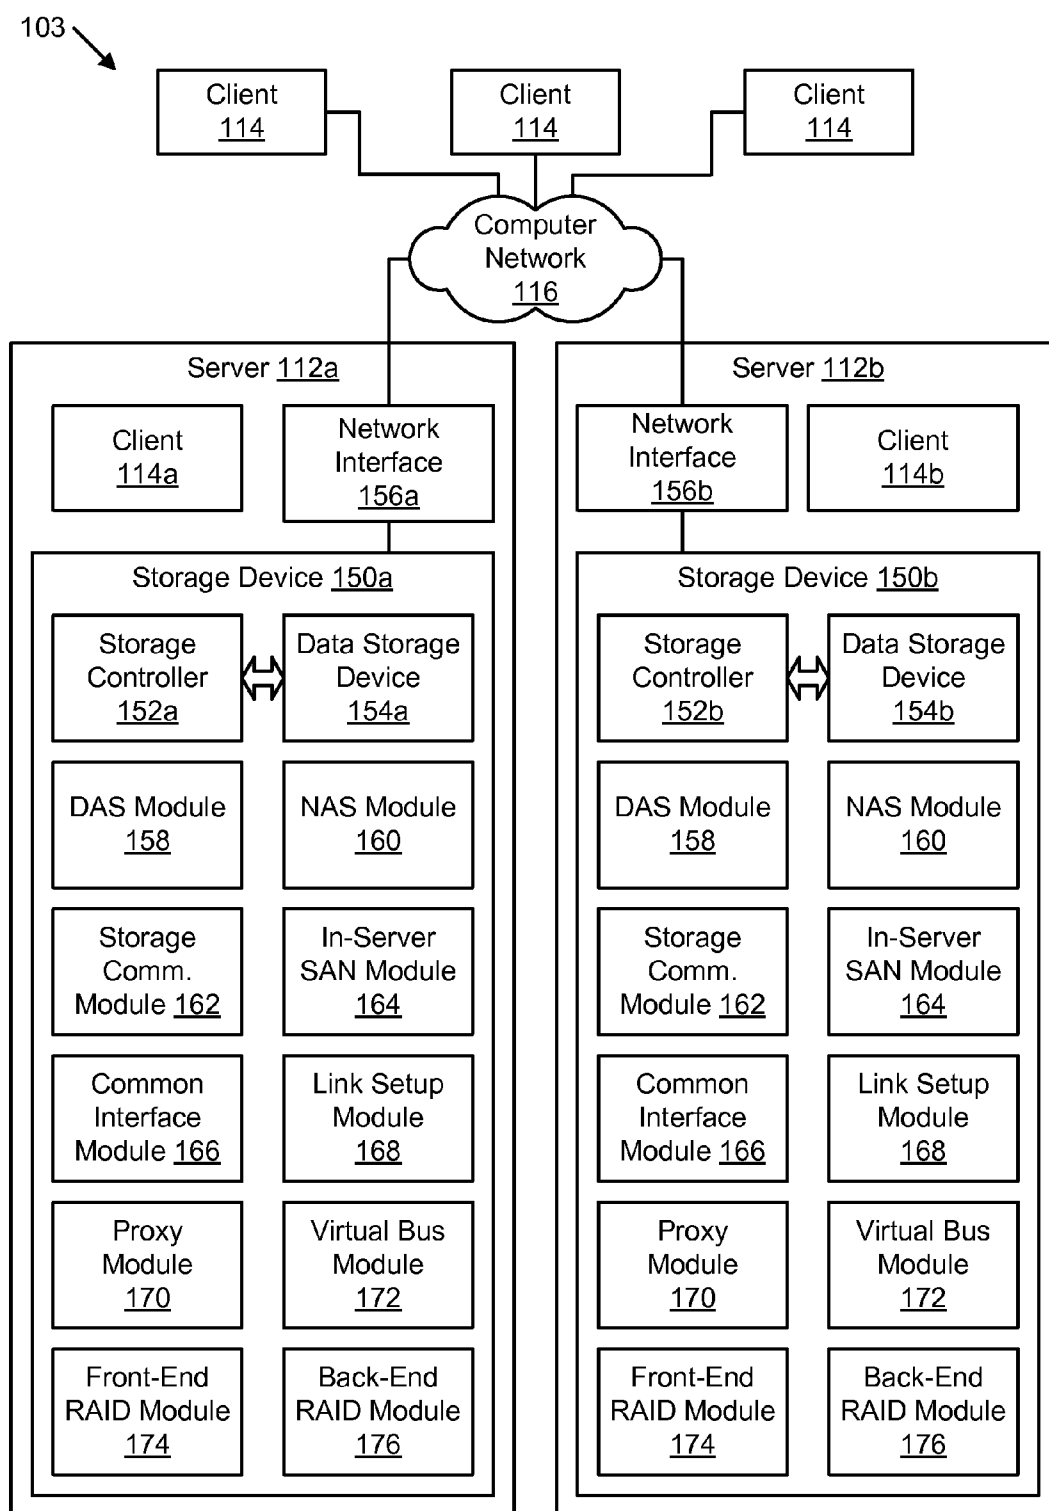 103
Client
114
Client
114
Client
114
Computer
Network
116
Server 112a
Client
114a
Network
Interface
156a
Storage Device 150a
Storage
Controller
152a
Data Storage
Device
154a
DAS Module
158
NAS Module
160
Storage
Comm.
Module 162
In-Server
SAN Module
164
Common
Interface
Module 166
Link Setup
Module
168
Proxy
Module
170
Virtual Bus
Module
172
Front-End
RAID Module
174
Back-End
RAID Module
176
Server 112b
Network
Interface
156b
Client
114b
Storage Device 150b
Storage
Controller
152b
Data Storage
Device
154b
DAS Module
158
NAS Module
160
Storage
Comm.
Module 162
In-Server
SAN Module
164
Common
Interface
Module 166
Link Setup
Module
168
Proxy
Module
170
Virtual Bus
Module
172
Front-End
RAID Module
174
Back-End
RAID Module
176